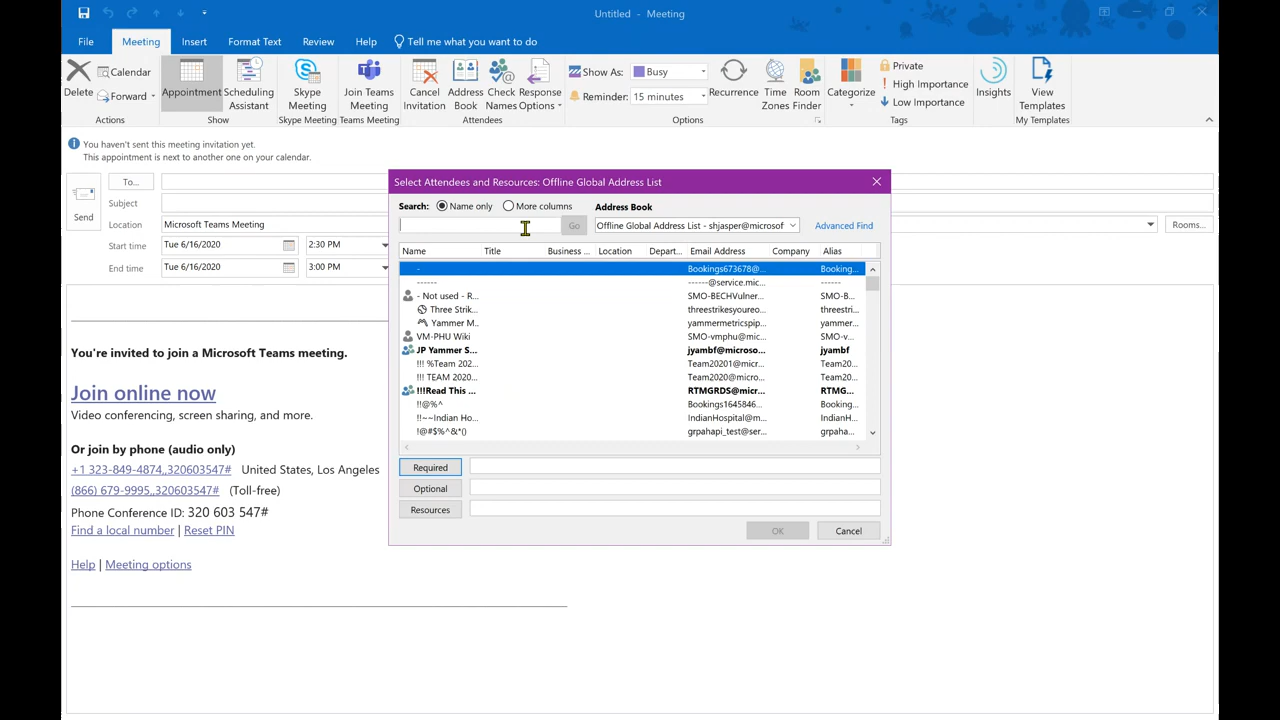 Untitled - Meeting
File Meeting Insert Format Text Review Help Tell me what you want to do
Delete
Calendar
Forward
Actions
Appointment
Scheduling Assistant
Show
Skype Meeting
Skype Meeting
Join Teams Meeting
Teams Meeting
Cancel Invitation
Address Book
Check Names
Response Options
Attendees
Show As: Busy
Reminder: 15 minutes
Recurrence
Time Zones
Room Finder
Options
Categorize
Private
High Importance
Low Importance
Tags
Insights
View Templates
My Templates
You haven't sent this meeting invitation yet.
This appointment is next to another one on your calendar.
Send
To...
Subject
Location Microsoft Teams Meeting Rooms...
Start time Tue 6/16/2020 2:30 PM
End time Tue 6/16/2020 3:00 PM
You're invited to join a Microsoft Teams meeting.
Join online now
Video conferencing, screen sharing, and more.
Or join by phone (audio only)
+1 323-849-4874,,320603547# United States, Los Angeles
(866) 679-9995,,320603547# (Toll-free)
Phone Conference ID: 320 603 547#
Find a local number | Reset PIN
Help | Meeting options
Select Attendees and Resources: Offline Global Address List
Search: Name only More columns Address Book
Go Offline Global Address List - shjasper@microsof Advanced Find
Name Title Business ... Location Depart... Email Address Company Alias
- Bookings673678@... Booking...
------ ------@service.mic... ------
- Not used - R... SMO-BECHVulner... SMO-B...
Three Strik... threestrikesyoureo... threestri...
Yammer M... yammermetricspip... yammer...
VM-PHU Wiki SMO-vmphu@mic... SMO-v...
JP Yammer S... jyambf@microso... jyambf
!!! %Team 202... Team20201@micr... Team20...
!!! TEAM 2020... Team2020@micro... Team20...
!!!Read This ... RTMGRDS@micr... RTMG...
!!@%^ Bookings1645846... Booking...
!!~~Indian Ho... IndianHospital@m... IndianH...
!@#$%^&*() grpahapi_test@ser... grpaha...
Required
Optional
Resources
OK Cancel